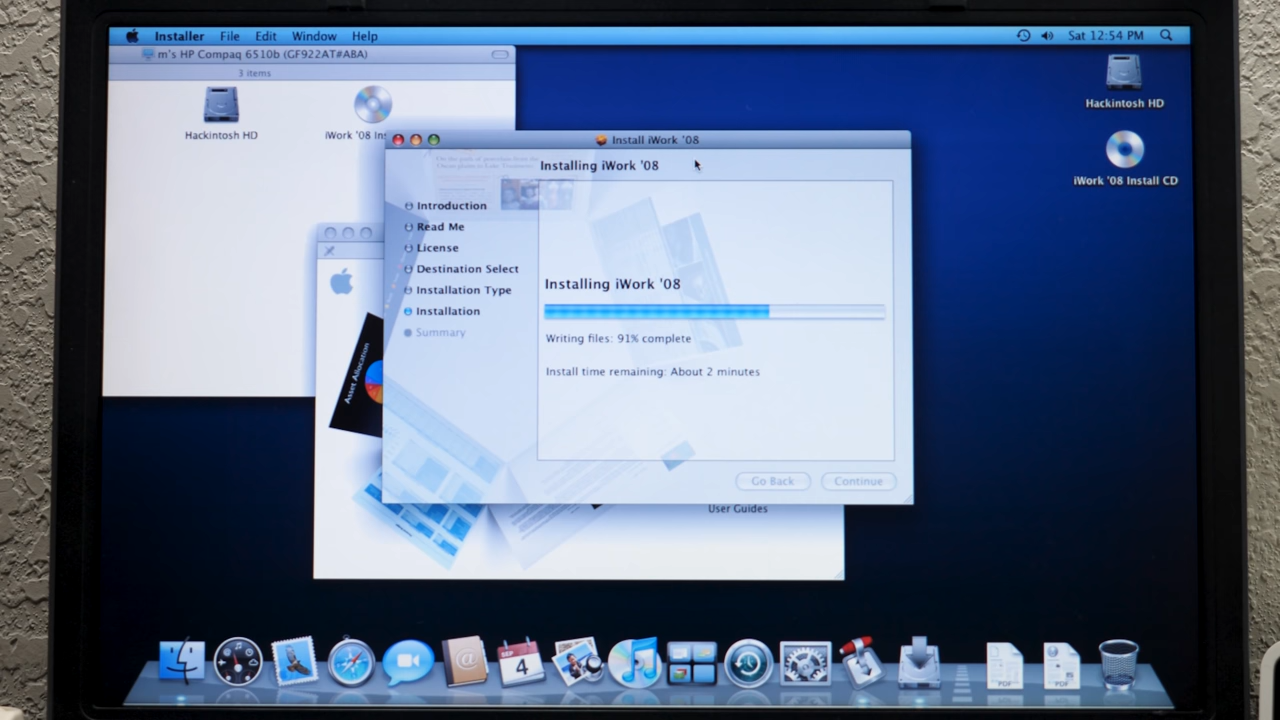 Installer File Edit Window Help
Sat 12:54 PM
m's HP Compaq 6510b (GF922AT#ABA)
3 items
Hackintosh HD
iWork '08 Ins
Hackintosh HD
iWork '08 Install CD
Install iWork '08
Installing iWork '08
Introduction
Read Me
License
Destination Select
Installation Type
Installation
Summary
Installing iWork '08
Writing files: 91% complete
Install time remaining: About 2 minutes
Go Back
Continue
Asset Allocation
User Guides
SEP
4
PDF
PDF